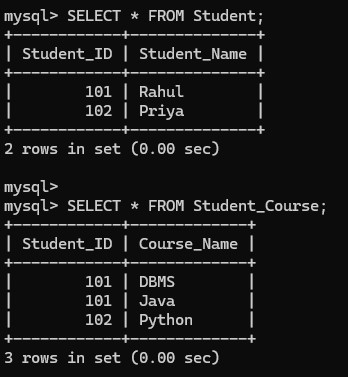 mysql> SELECT * FROM Student;
+------------+--------------+
| Student_ID | Student_Name |
+------------+--------------+
|        101 | Rahul        |
|        102 | Priya        |
+------------+--------------+
2 rows in set (0.00 sec)

mysql>
mysql> SELECT * FROM Student_Course;
+------------+-------------+
| Student_ID | Course_Name |
+------------+-------------+
|        101 | DBMS        |
|        101 | Java        |
|        102 | Python      |
+------------+-------------+
3 rows in set (0.00 sec)